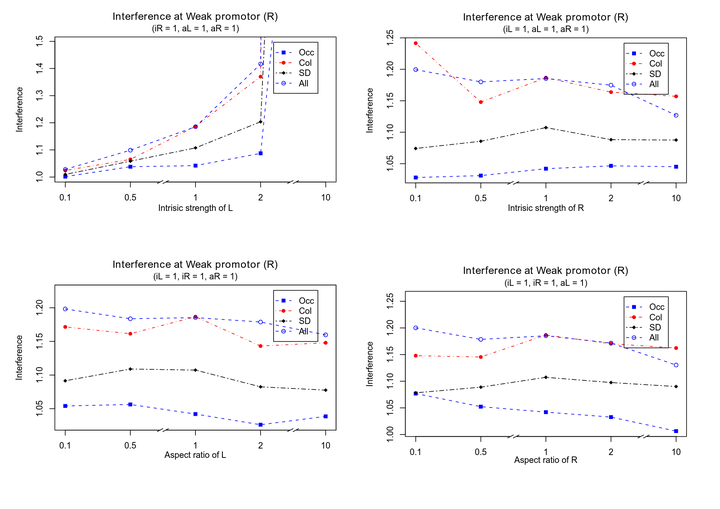 Interference at Weak promotor (R)
(iR = 1, aL = 1, aR = 1)
Interference
1.5
1.4
1.3
1.2
1.1
1.0
Occ
Col
SD
All
0.1 0.5 1 2 10
Intrisic strength of L
Interference at Weak promotor (R)
(iL = 1, aL = 1, aR = 1)
Interference
1.25
1.20
1.15
1.10
1.05
Occ
Col
SD
All
0.1 0.5 1 2 10
Intrisic strength of R
Interference at Weak promotor (R)
(iL = 1, iR = 1, aR = 1)
Interference
1.20
1.15
1.10
1.05
Occ
Col
SD
All
0.1 0.5 1 2 10
Aspect ratio of L
Interference at Weak promotor (R)
(iL = 1, iR = 1, aL = 1)
Interference
1.25
1.20
1.15
1.10
1.05
1.00
Occ
Col
SD
All
0.1 0.5 1 2 10
Aspect ratio of R